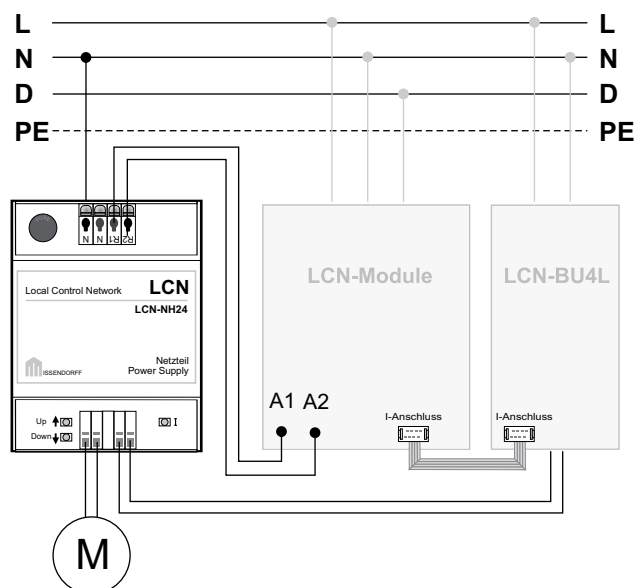 L L
N N
D D
PE PE
N N R1 R2
LCN-Module
LCN-BU4L
Local Control Network LCN
LCN-NH24
ISSENDORFF
Netzteil
Power Supply
A1 A2
I-Anschluss
I-Anschluss
Up
Down
I
M